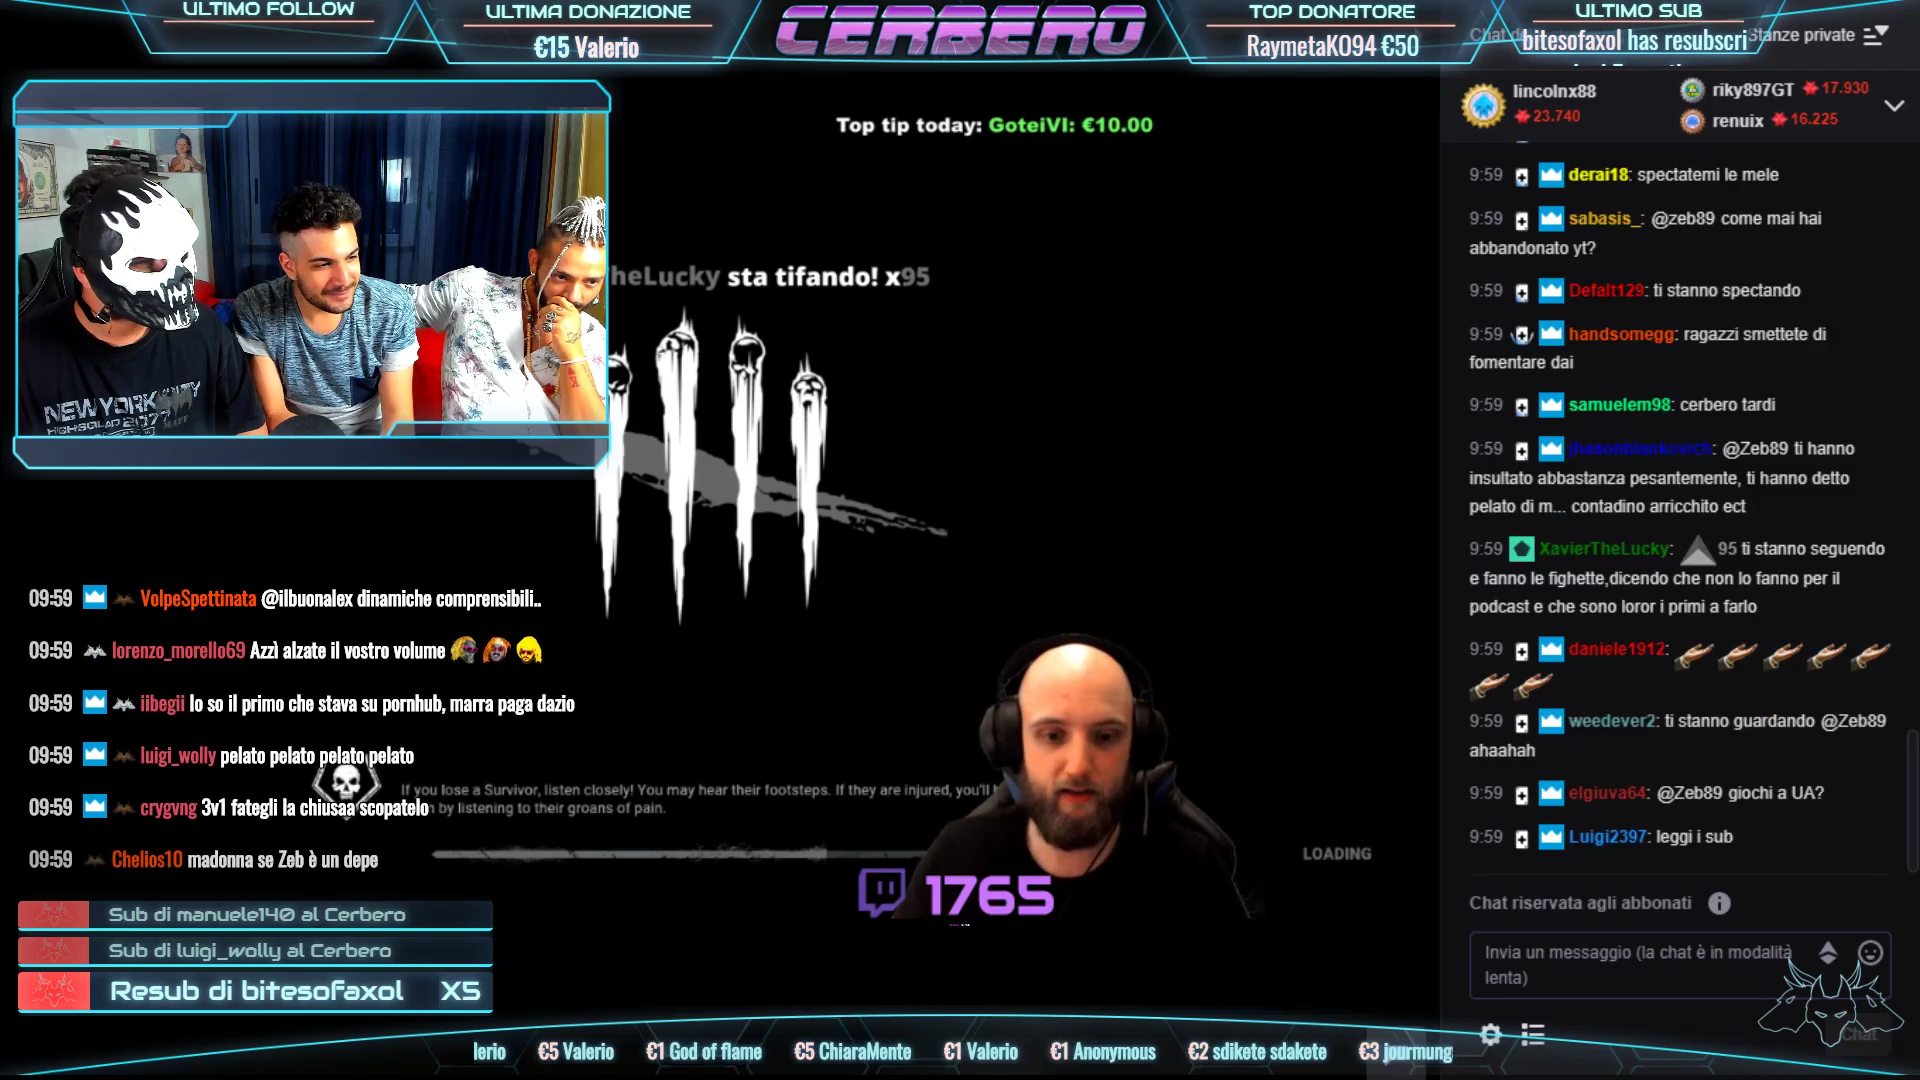 ULTIMO FOLLOW
ULTIMA DONAZIONE
€15 Valerio
CERBERO
TOP DONATORE
RaymetaKO94 €50
ULTIMO SUB
bitesofaxol has resubscri
Stanze private
lincolnx88
23.740
riky897GT 17.930
renuix 16.225
Top tip today: GoteiVI: €10.00
heLucky sta tifando! x95
NEW YORK CITY
9:59 derai18: spectatemi le mele
9:59 sabasis_: @zeb89 come mai hai
abbandonato yt?
9:59 Defalt129: ti stanno spectando
9:59 handsomegg: ragazzi smettete di
fomentare dai
9:59 samuelem98: cerbero tardi
9:59 jhasonblankovich: @Zeb89 ti hanno
insultato abbastanza pesantemente, ti hanno detto
pelato di m... contadino arricchito ect
9:59 XavierTheLucky: 95 ti stanno seguendo
e fanno le fighette,dicendo che non lo fanno per il
podcast e che sono loror i primi a farlo
9:59 daniele1912:
9:59 weedever2: ti stanno guardando @Zeb89
ahaahah
9:59 elgiuva64: @Zeb89 giochi a UA?
9:59 Luigi2397: leggi i sub
Chat riservata agli abbonati
Invia un messaggio (la chat è in modalità
lenta)
Chat
09:59 VolpeSpettinata @ilbuonalex dinamiche comprensibili..
09:59 lorenzo_morello69 Azzì alzate il vostro volume
09:59 iibegii Io so il primo che stava su pornhub, marra paga dazio
09:59 luigi_wolly pelato pelato pelato pelato
09:59 crygvng 3v1 fategli la chiusaa scopatelo
09:59 Chelios10 madonna se Zeb è un depe
If you lose a Survivor, listen closely! You may hear their footsteps. If they are injured, you'll
by listening to their groans of pain.
LOADING
1765
Sub di manuele140 al Cerbero
Sub di luigi_wolly al Cerbero
Resub di bitesofaxol X5
lerio €5 Valerio €1 God of flame €5 ChiaraMente €1 Valerio €1 Anonymous €2 sdikete sdakete €3 jourmung